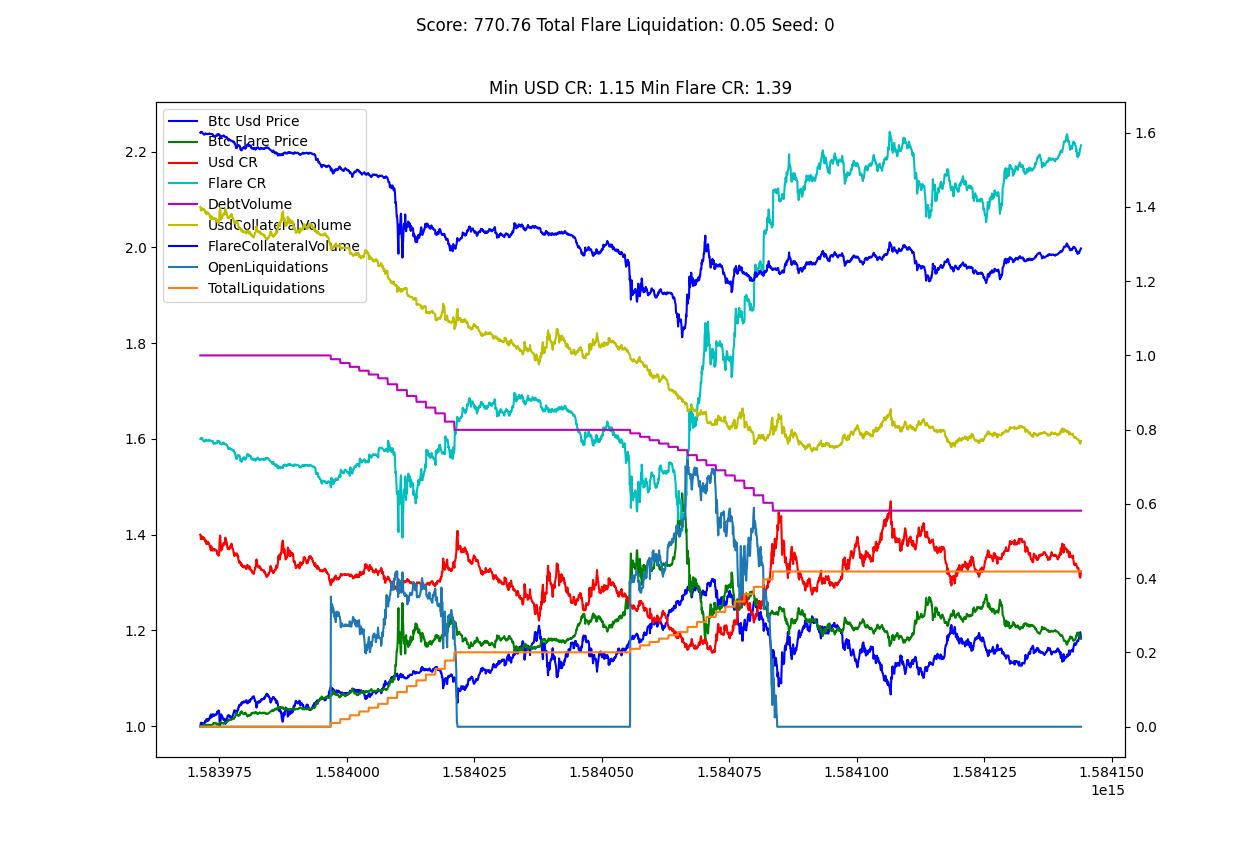 Score: 770.76 Total Flare Liquidation: 0.05 Seed: 0
Min USD CR: 1.15 Min Flare CR: 1.39
Btc Usd Price
Btc Flare Price
Usd CR
Flare CR
DebtVolume
UsdCollateralVolume
FlareCollateralVolume
OpenLiquidations
TotalLiquidations
2.2
2.0
1.8
1.6
1.4
1.2
1.0
1.6
1.4
1.2
1.0
0.8
0.6
0.4
0.2
0.0
1.583975 1.584000 1.584025 1.584050 1.584075 1.584100 1.584125 1.584150
1e15